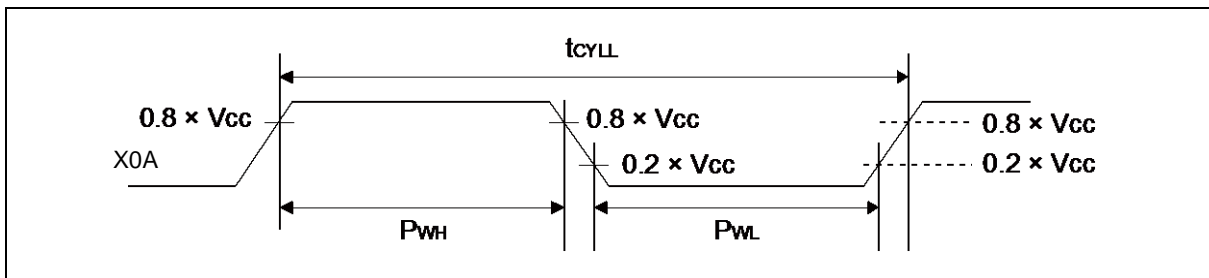 tCYLL
0.8 × Vcc
0.8 × Vcc
0.8 × Vcc
X0A
0.2 × Vcc
0.2 × Vcc
PWH
PWL